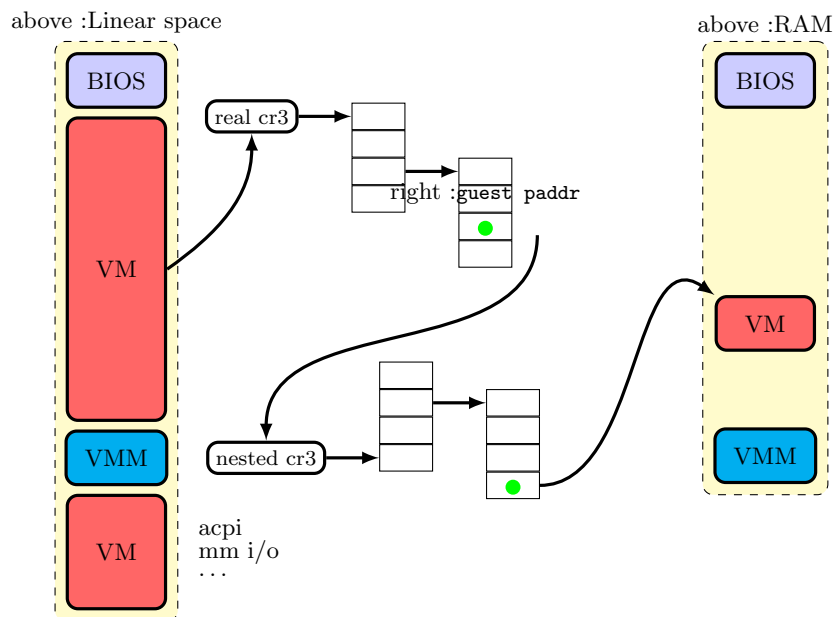 above :Linear space
above :RAM
BIOS
BIOS
real cr3
right :guest paddr
VM
VM
VMM
nested cr3
VMM
VM
acpi
mm i/o
...